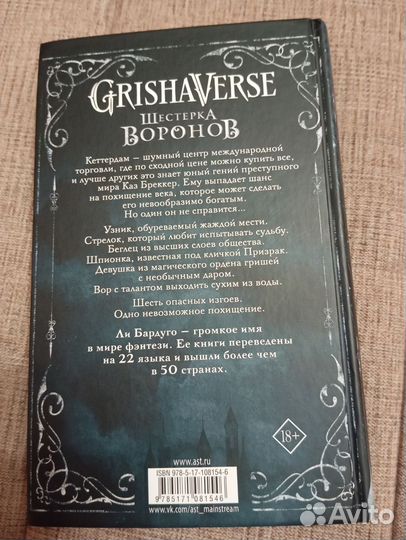 GRISHAVERSE
ШЕСТЕРКА
ВОРОНОВ
Кеттердам – шумный центр международной
торговли, где по сходной цене можно купить все,
и лучше других это знает юный гений преступного
мира Каз Бреккер. Ему выпадает шанс
на похищение века, которое может сделать
его невообразимо богатым.
Но один он не справится...
Узник, обуреваемый жаждой мести.
Стрелок, который любит испытывать судьбу.
Беглец из высших слоев общества.
Шпионка, известная под кличкой Призрак.
Девушка из магического ордена гришей
с необычным даром.
Вор с талантом выходить сухим из воды.
Шесть опасных изгоев.
Одно невозможное похищение.
Ли Бардуго – громкое имя
в мире фэнтези. Ее книги переведены
на 22 языка и вышли более чем
в 50 странах.
18+
www.ast.ru
ISBN 978-5-17-108154-6
9 785171 081546
www.vk.com/ast_mainstream
Avito